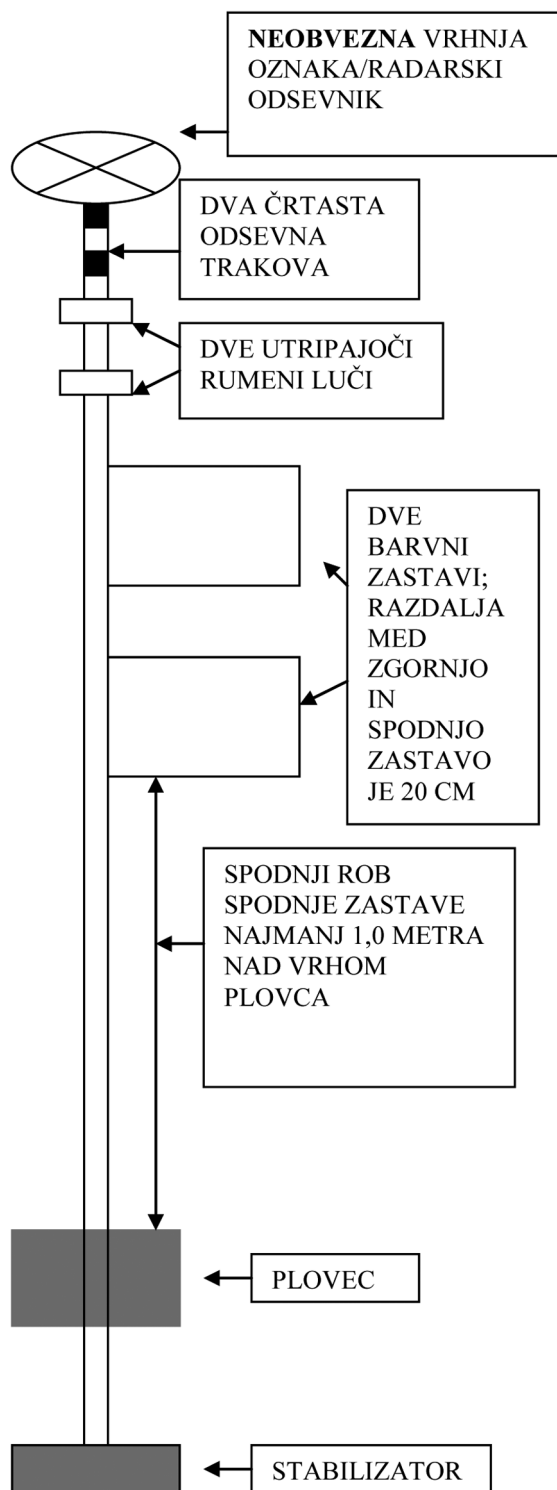 NEOBVEZNA VRHNJA
OZNAKA/RADARSKI
ODSEVNIK
DVA ČRTASTA
ODSEVNA
TRAKOVA
DVE UTRIPAJOČI
RUMENI LUČI
DVE
BARVNI
ZASTAVI;
RAZDALJA
MED
ZGORNJO
IN
SPODNJO
ZASTAVO
JE 20 CM
SPODNJI ROB
SPODNJE ZASTAVE
NAJMANJ 1,0 METRA
NAD VRHOM
PLOVCA
PLOVEC
STABILIZATOR